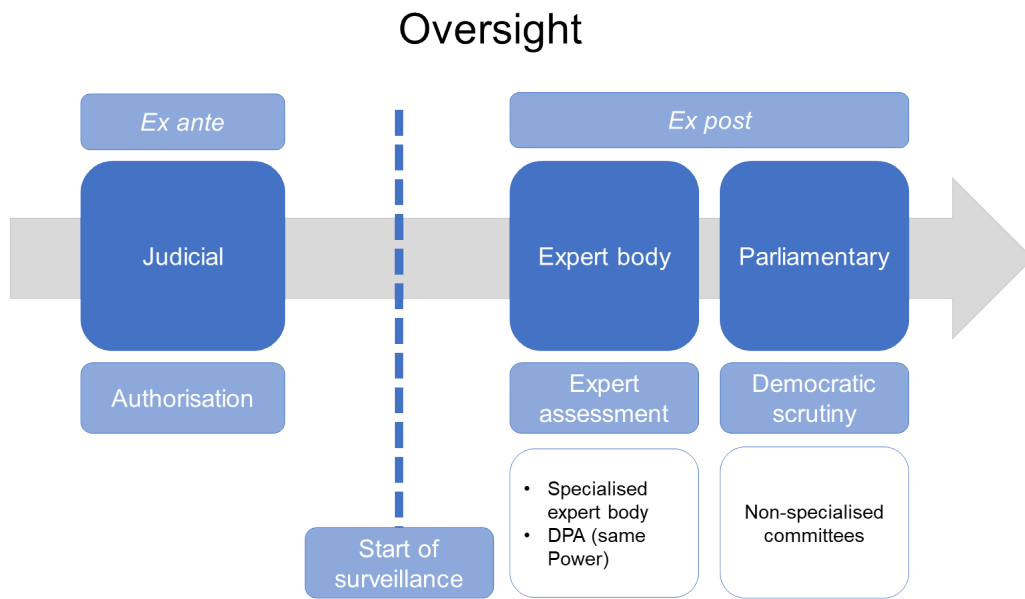 Oversight
Ex ante
Ex post
Judicial
Expert body
Parliamentary
Authorisation
Expert
assessment
Democratic
scrutiny
• Specialised
expert body
• DPA (same
Power)
Non-specialised
committees
Start of
surveillance